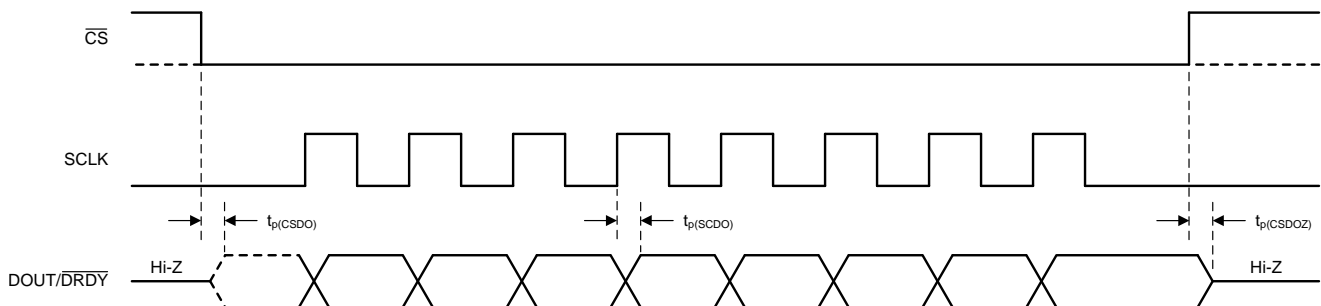 CS
SCLK
tp(CSDO) tp(SCDO) tp(CSDOZ)
Hi-Z Hi-Z
DOUT/DRDY